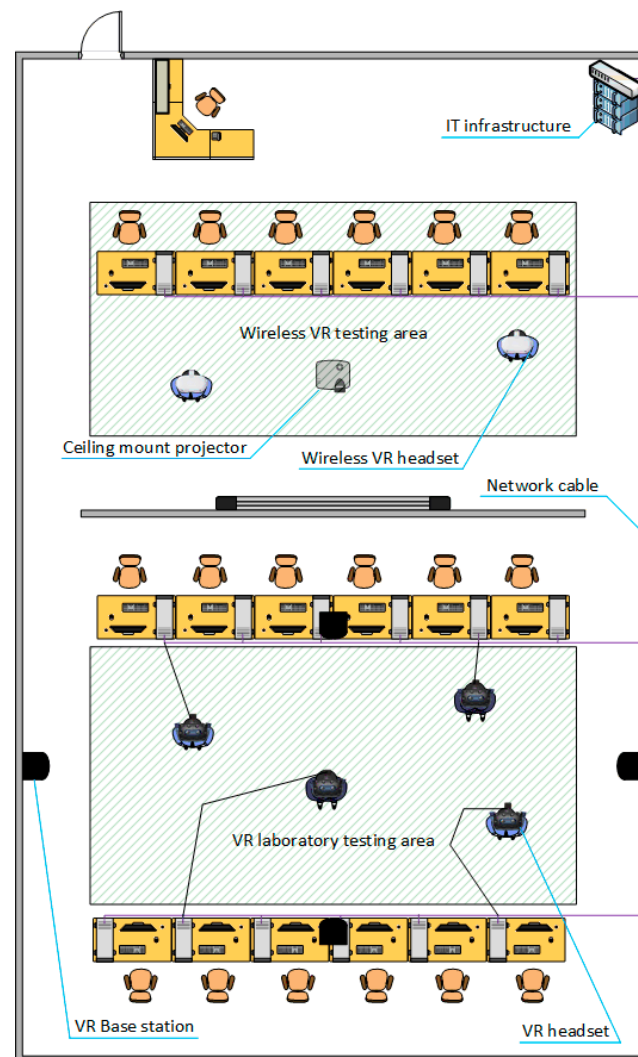 IT infrastructure
Wireless VR testing area
Ceiling mount projector
Wireless VR headset
Network cable
VR laboratory testing area
VR Base station
VR headset